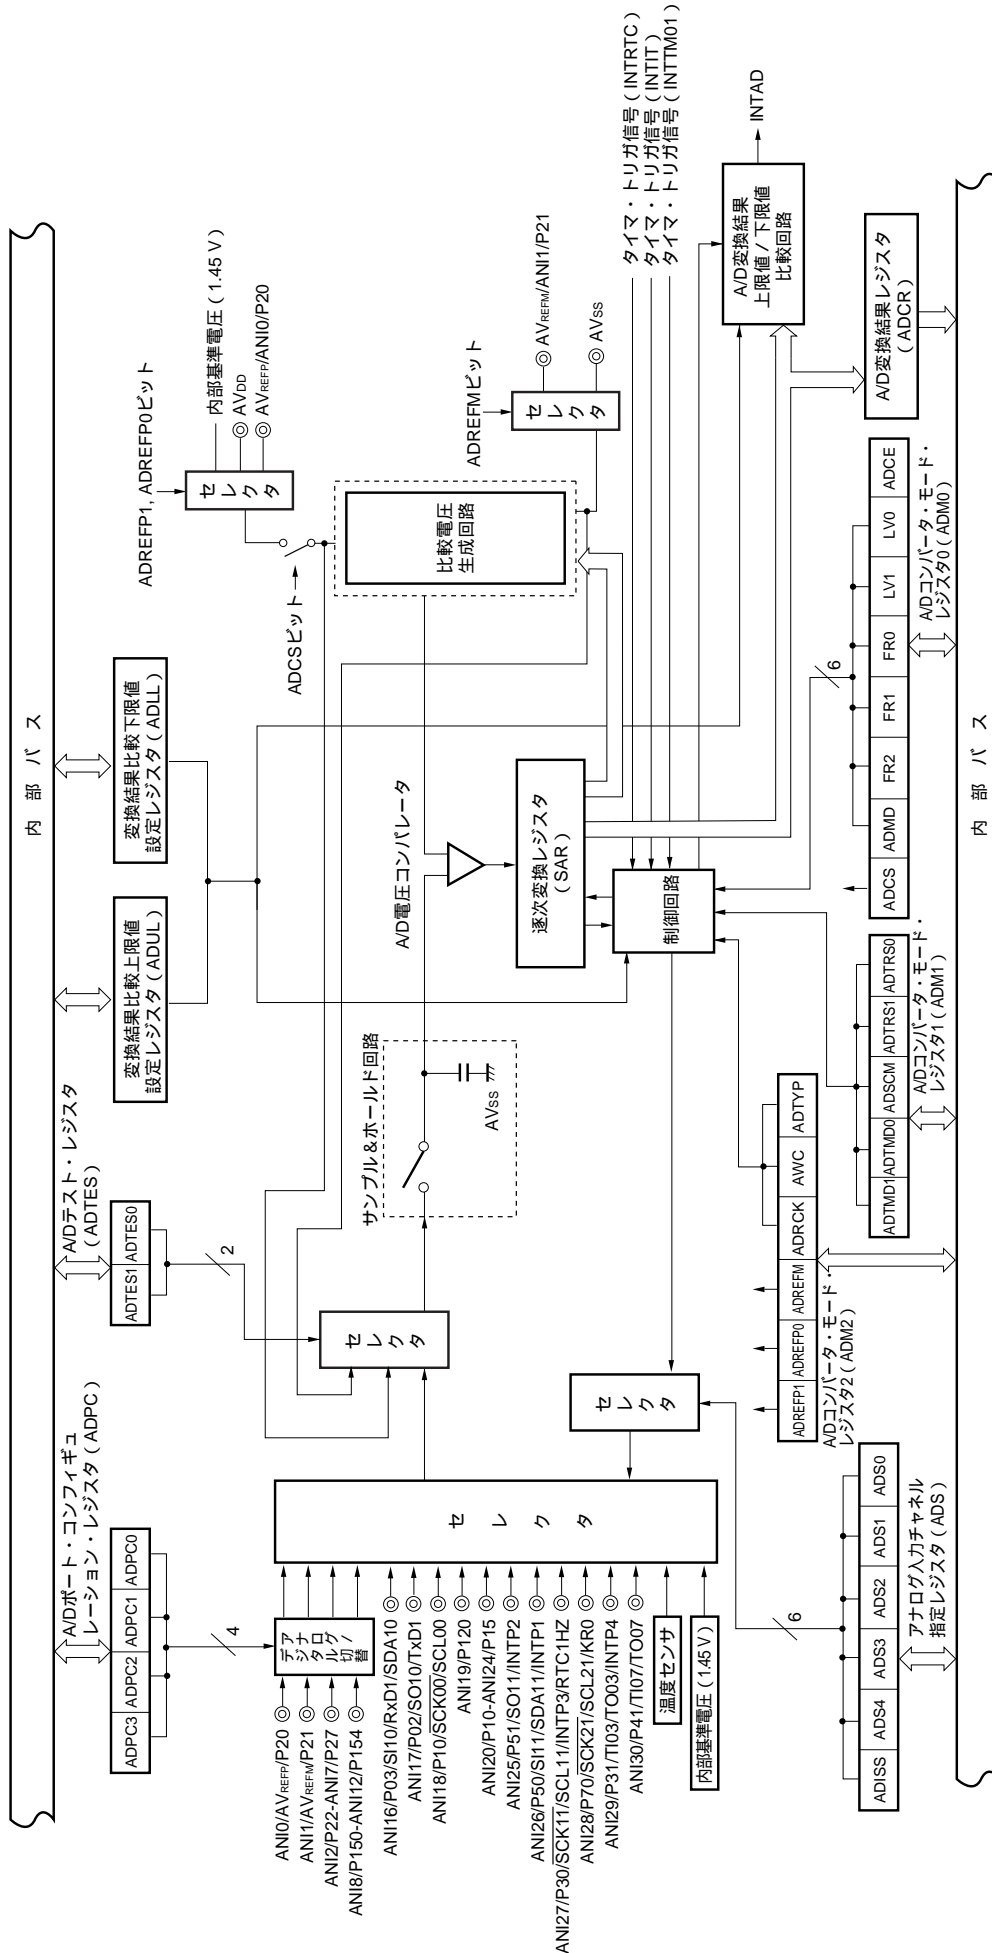 内部バス
A/Dポート・コンフィギュ
レーション・レジスタ(ADPC)
ADPC3 ADPC2 ADPC1 ADPC0
4
A/Dテスト・レジスタ
(ADTES)
ADTES1 ADTES0
2
変換結果比較上限値
設定レジスタ(ADUL)
変換結果比較下限値
設定レジスタ(ADLL)
ADREFP1, ADREFP0ビット
セレクタ
内部基準電圧(1.45 V)
AVDD
AVREFP/ANI0/P20
ADCSビット
比較電圧
生成回路
ADREFMビット
セレクタ
AVREFM/ANI1/P21
AVSS
ANI0/AVREFP/P20
ANI1/AVREFM/P21
ANI2/P22-ANI7/P27
ANI8/P150-ANI12/P154
アナログ/
デジタル
切替
ANI16/P03/SI10/RxD1/SDA10
ANI17/P02/SO10/TxD1
ANI18/P10/SCK00/SCL00
ANI19/P120
ANI20/P10-ANI24/P15
ANI25/P51/SO11/INTP2
ANI26/P50/SI11/SDA11/INTP1
ANI27/P30/SCK11/SCL11/INTP3/RTC1HZ
ANI28/P70/SCK21/SCL21/KR0
ANI29/P31/TI03/TO03/INTP4
ANI30/P41/TI07/TO07
温度センサ
内部基準電圧(1.45 V)
セレクタ
セレクタ
サンプル&ホールド回路
AVSS
A/D電圧コンパレータ
逐次変換レジスタ
(SAR)
制御回路
セレクタ
タイマ・トリガ信号(INTRTC)
タイマ・トリガ信号(INTIT)
タイマ・トリガ信号(INTTM01)
A/D変換結果
上限値/下限値
比較回路
INTAD
A/D変換結果レジスタ
(ADCR)
6
ADISS ADS4 ADS3 ADS2 ADS1 ADS0
アナログ入力チャネル
指定レジスタ(ADS)
ADREFP1 ADREFP0 ADREFM ADRCK AWC ADTYP
A/Dコンバータ・モード・
レジスタ2(ADM2)
ADTMD1 ADTMD0 ADSCM ADTRS1 ADTRS0
A/Dコンバータ・モード・
レジスタ1(ADM1)
6
ADCS ADMD FR2 FR1 FR0 LV1 LV0 ADCE
A/Dコンバータ・モード・
レジスタ0(ADM0)
内部バス